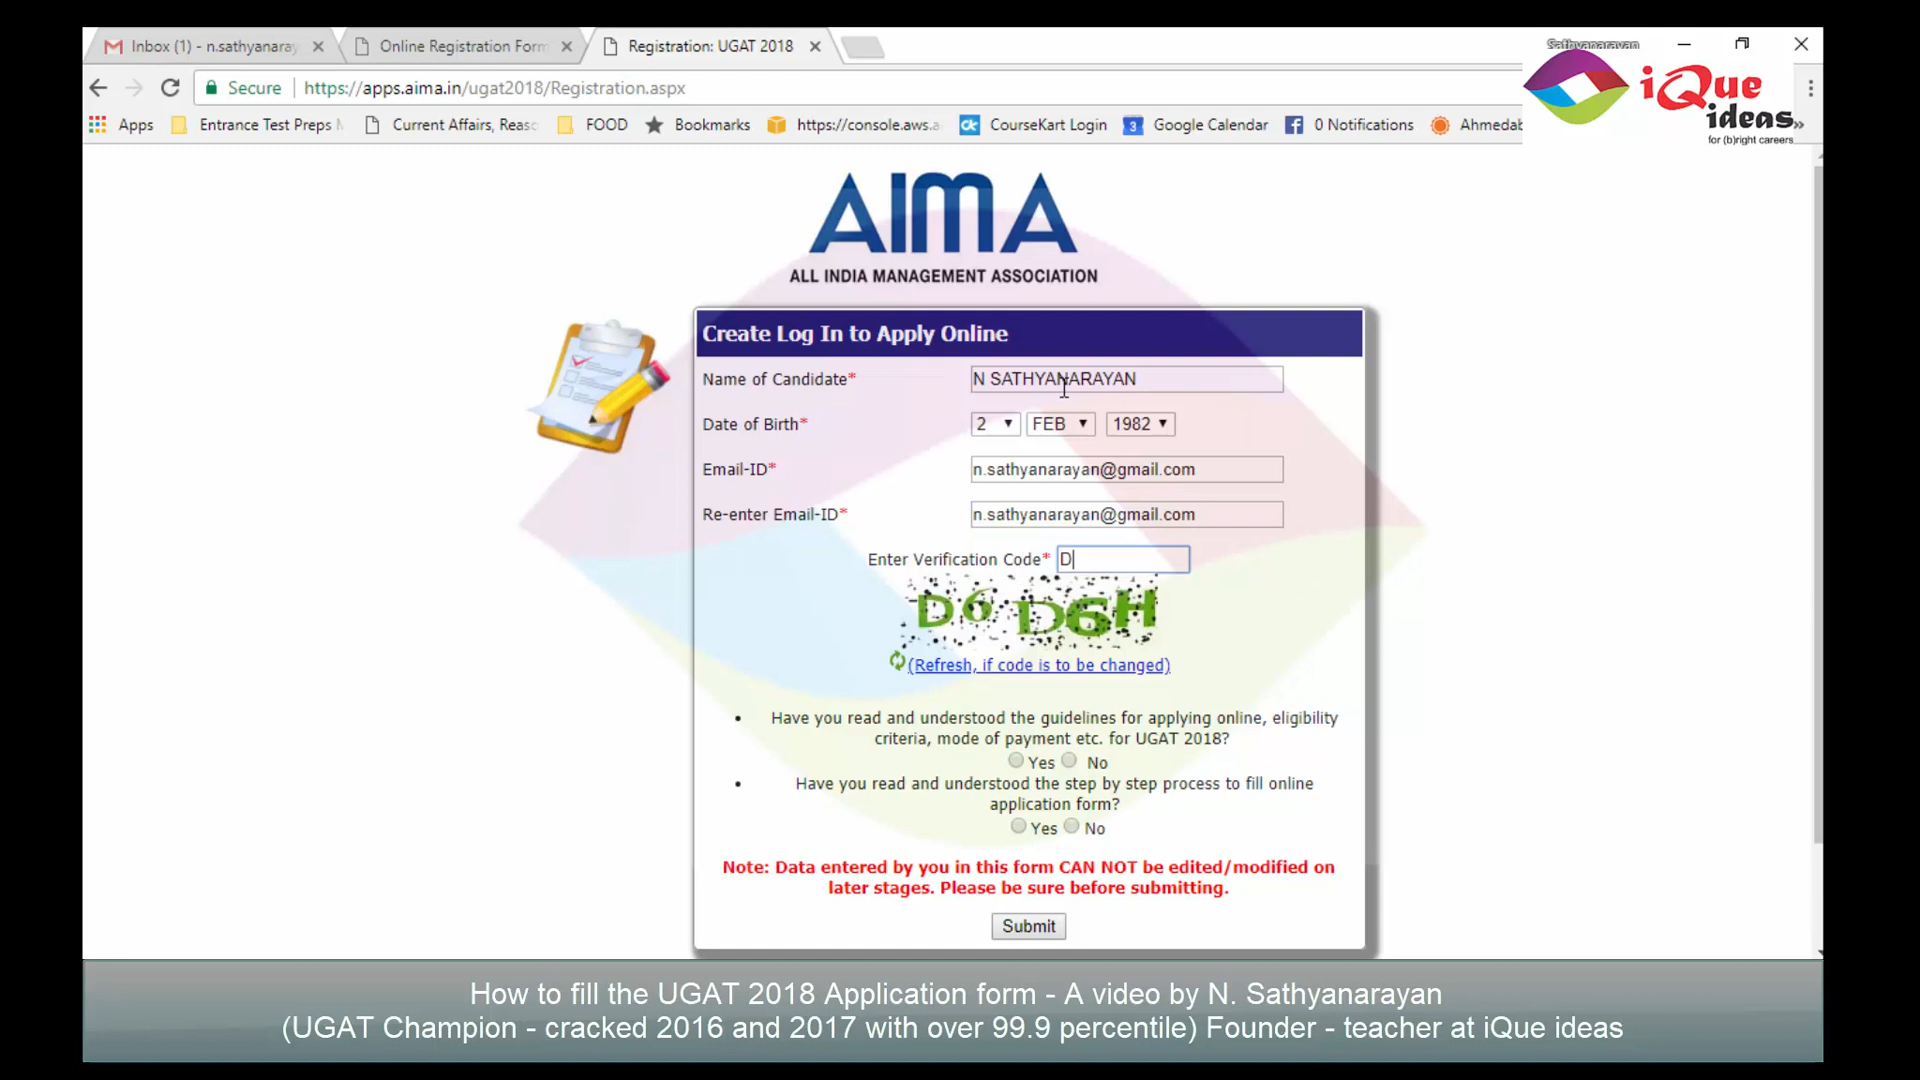 Inbox (1) - n.sathyanaray
Online Registration Form
Registration: UGAT 2018
Sathyanarayan
Secure
https://apps.aima.in/ugat2018/Registration.aspx
iQue
ideas
for (b)right careers
Apps
Entrance Test Preps
Current Affairs, Reaso
FOOD
Bookmarks
https://console.aws.a
ck CourseKart Login
3 Google Calendar
f 0 Notifications
Ahmedab
»
AIMA
ALL INDIA MANAGEMENT ASSOCIATION
Create Log In to Apply Online
Name of Candidate* N SATHYANARAYAN
Date of Birth* 2 FEB 1982
Email-ID* n.sathyanarayan@gmail.com
Re-enter Email-ID* n.sathyanarayan@gmail.com
Enter Verification Code* D
D6 D6H
(Refresh, if code is to be changed)
• Have you read and understood the guidelines for applying online, eligibility
criteria, mode of payment etc. for UGAT 2018?
Yes No
• Have you read and understood the step by step process to fill online
application form?
Yes No
Note: Data entered by you in this form CAN NOT be edited/modified on
later stages. Please be sure before submitting.
Submit
How to fill the UGAT 2018 Application form - A video by N. Sathyanarayan
(UGAT Champion - cracked 2016 and 2017 with over 99.9 percentile) Founder - teacher at iQue ideas